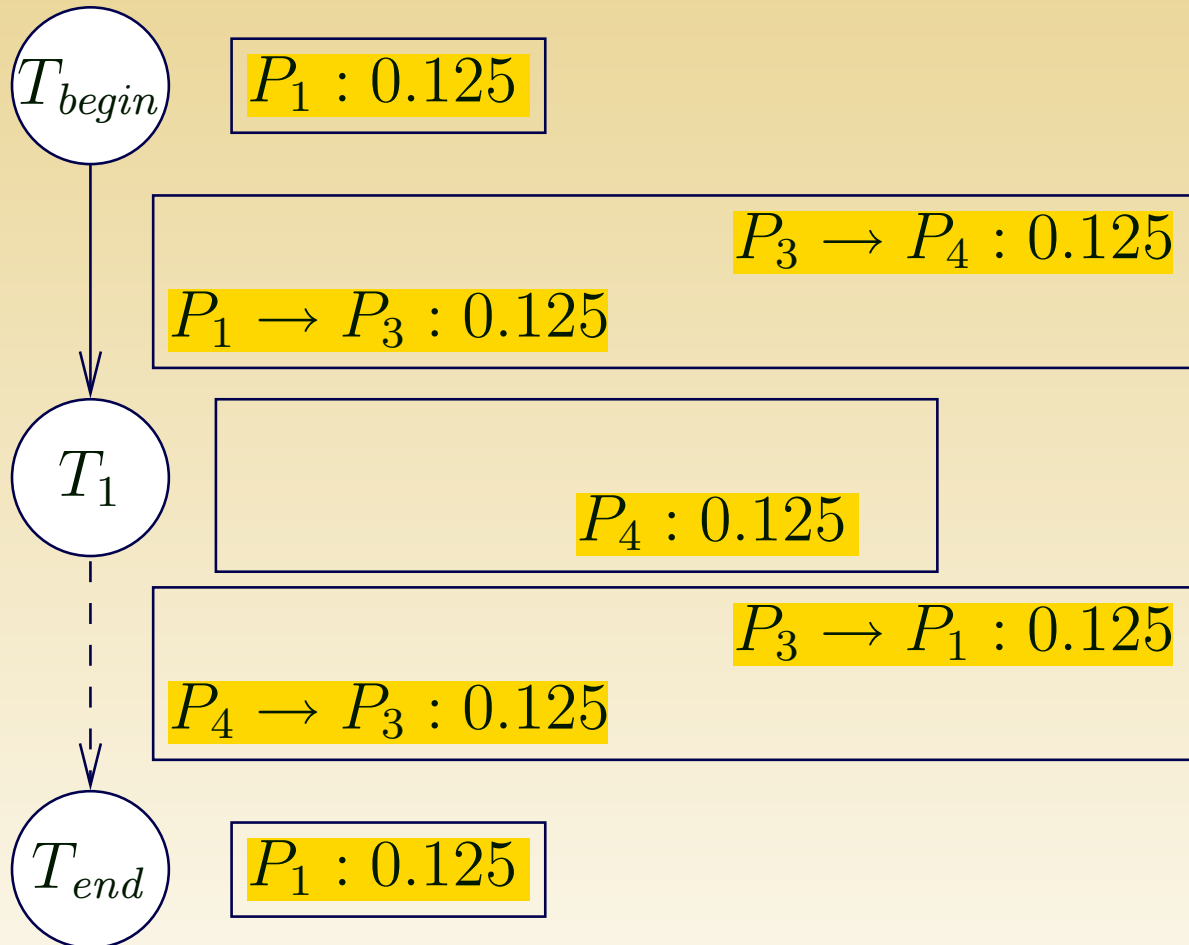 T_begin
P_1 : 0.125
P_3 → P_4 : 0.125
P_1 → P_3 : 0.125
T_1
P_4 : 0.125
P_3 → P_1 : 0.125
P_4 → P_3 : 0.125
T_end
P_1 : 0.125